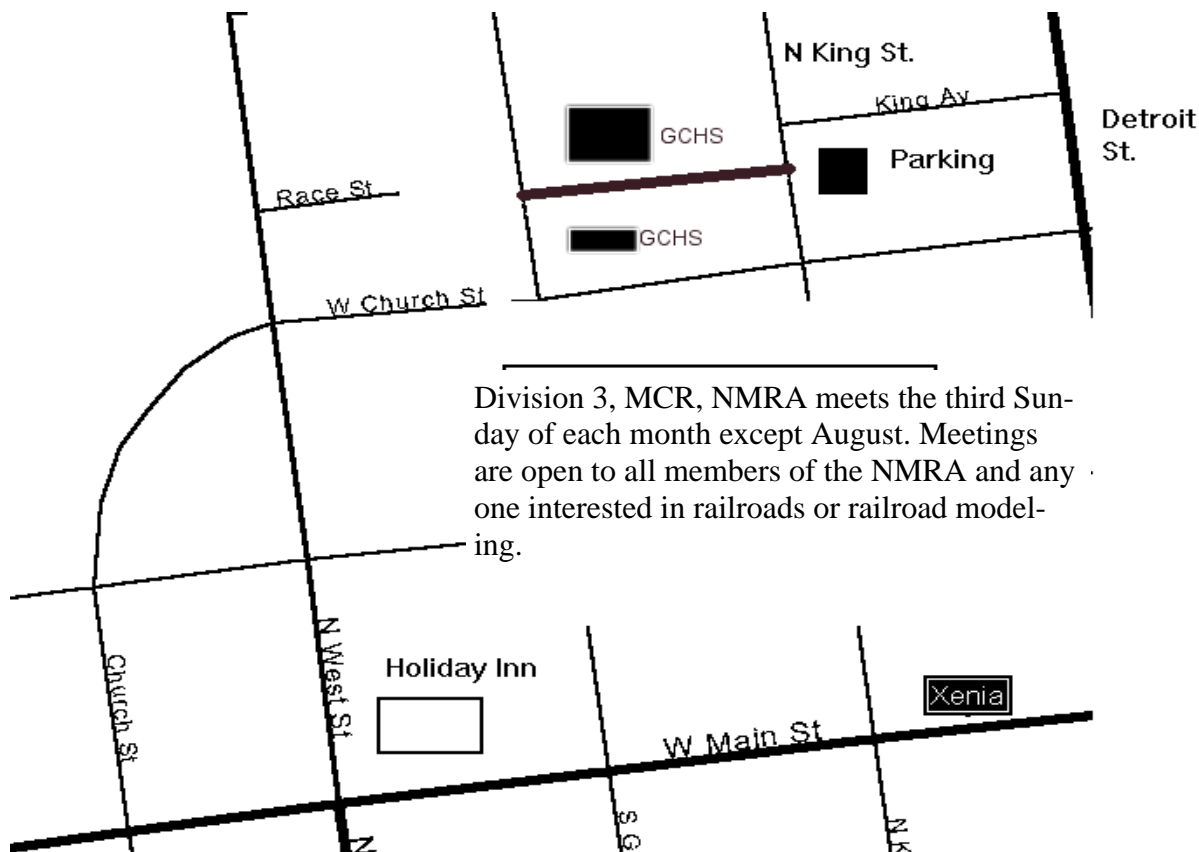 N King St.
King Av
Detroit
St.
GCHS
Parking
Race St
GCHS
W Church St
Division 3, MCR, NMRA meets the third Sun-
day of each month except August. Meetings
are open to all members of the NMRA and any
one interested in railroads or railroad model-
ing.
Church St
N West St
Holiday Inn
Xenia
W Main St
N
S G
N K